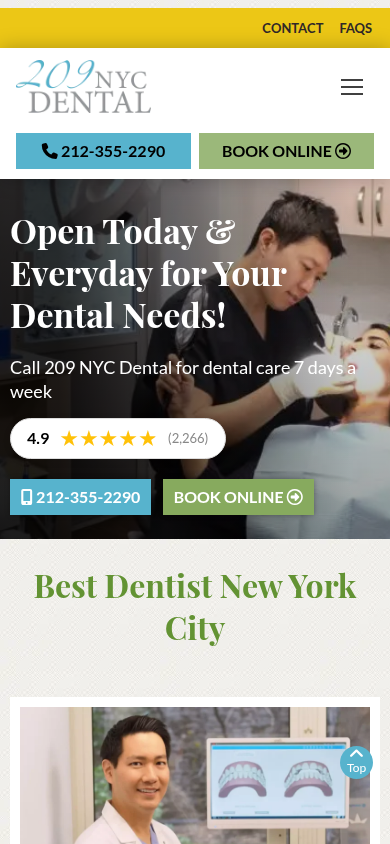 CONTACT FAQS
209 NYC
DENTAL
212-355-2290 BOOK ONLINE
Open Today &
Everyday for Your
Dental Needs!
Call 209 NYC Dental for dental care 7 days a
week
4.9 ★★★★★ (2,266)
212-355-2290 BOOK ONLINE
Best Dentist New York
City
Top